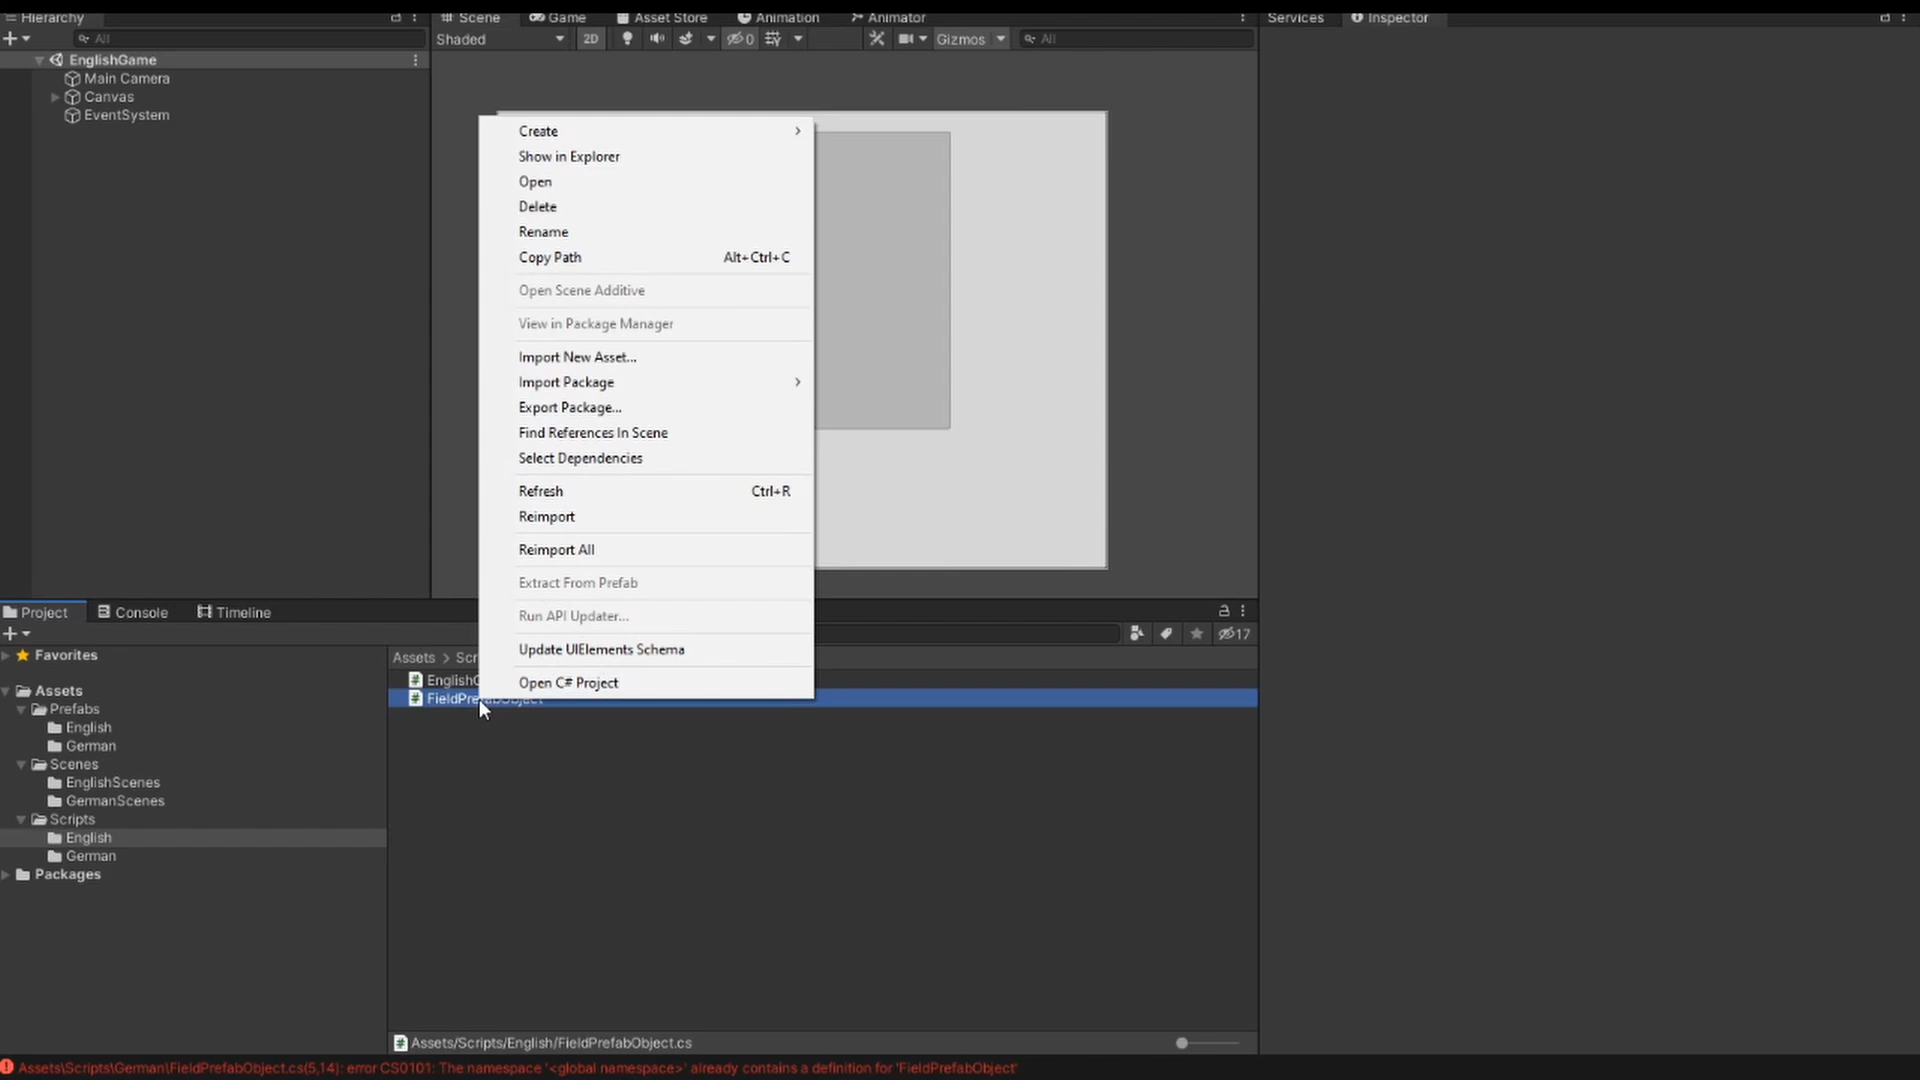 Hierarchy
Scene Game Asset Store Animation Animator
Services Inspector
All
Shaded 2D 0 Gizmos All
EnglishGame
Main Camera
Canvas
EventSystem
Create
Show in Explorer
Open
Delete
Rename
Copy Path Alt+Ctrl+C
Open Scene Additive
View in Package Manager
Import New Asset...
Import Package
Export Package...
Find References In Scene
Select Dependencies
Refresh Ctrl+R
Reimport
Reimport All
Extract From Prefab
Run API Updater...
Update UIElements Schema
Open C# Project
Project Console Timeline
17
Favorites
Assets
Prefabs
English
German
Scenes
EnglishScenes
GermanScenes
Scripts
English
German
Packages
Assets > Scr
EnglishG
FieldPrefabObject
Assets/Scripts/English/FieldPrefabObject.cs
Assets\Scripts\German\FieldPrefabObject.cs(5,14): error CS0101: The namespace '<global namespace>' already contains a definition for 'FieldPrefabObject'